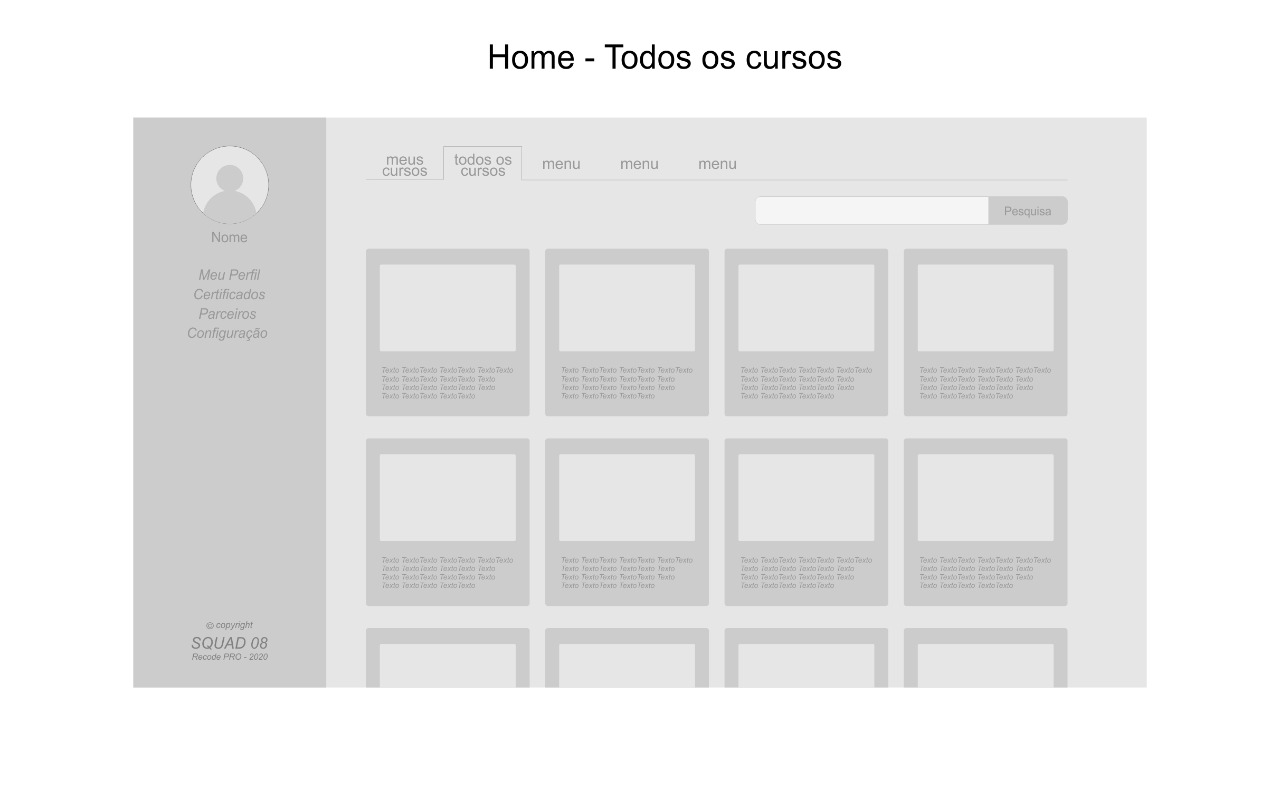 Home - Todos os cursos
meus
cursos
todos os
cursos
menu
menu
menu
Pesquisa
Nome
Meu Perfil
Certificados
Parceiros
Configuração
Texto TextoTexto TextoTexto TextoTexto
Texto TextoTexto TextoTexto Texto
Texto TextoTexto TextoTexto Texto
Texto TextoTexto TextoTexto
Texto TextoTexto TextoTexto TextoTexto
Texto TextoTexto TextoTexto Texto
Texto TextoTexto TextoTexto Texto
Texto TextoTexto TextoTexto
Texto TextoTexto TextoTexto TextoTexto
Texto TextoTexto TextoTexto Texto
Texto TextoTexto TextoTexto Texto
Texto TextoTexto TextoTexto
Texto TextoTexto TextoTexto TextoTexto
Texto TextoTexto TextoTexto Texto
Texto TextoTexto TextoTexto Texto
Texto TextoTexto TextoTexto
Texto TextoTexto TextoTexto TextoTexto
Texto TextoTexto TextoTexto Texto
Texto TextoTexto TextoTexto Texto
Texto TextoTexto TextoTexto
Texto TextoTexto TextoTexto TextoTexto
Texto TextoTexto TextoTexto Texto
Texto TextoTexto TextoTexto Texto
Texto TextoTexto TextoTexto
Texto TextoTexto TextoTexto TextoTexto
Texto TextoTexto TextoTexto Texto
Texto TextoTexto TextoTexto Texto
Texto TextoTexto TextoTexto
Texto TextoTexto TextoTexto TextoTexto
Texto TextoTexto TextoTexto Texto
Texto TextoTexto TextoTexto Texto
Texto TextoTexto TextoTexto
© copyright
SQUAD 08
Recode PRO - 2020